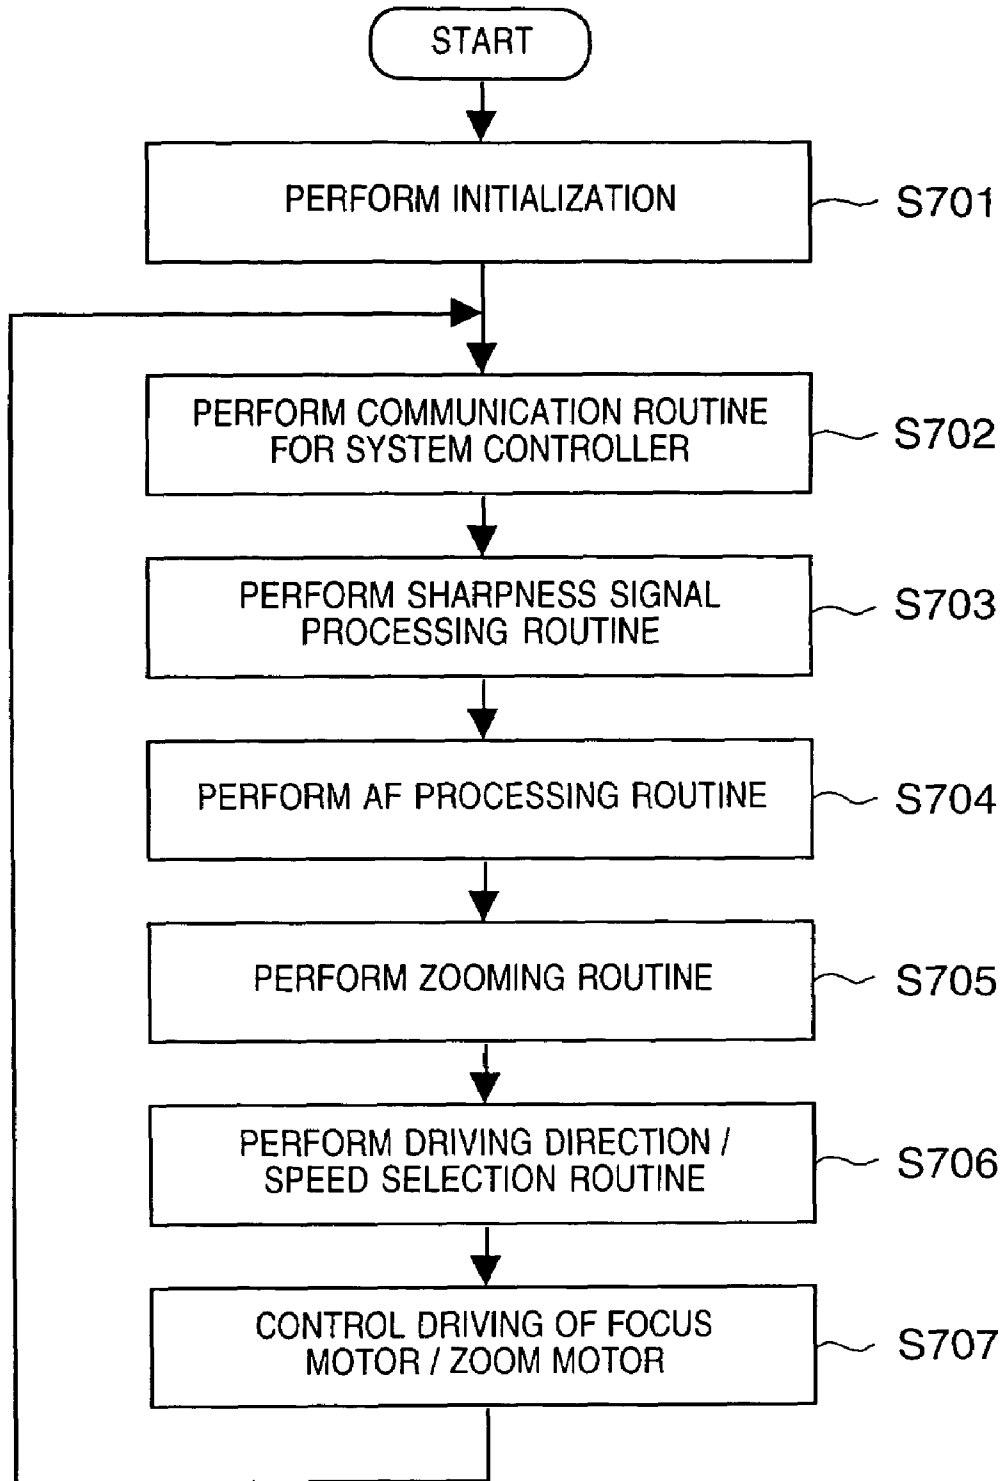 START
PERFORM INITIALIZATION
S701
PERFORM COMMUNICATION ROUTINE
FOR SYSTEM CONTROLLER
S702
PERFORM SHARPNESS SIGNAL
PROCESSING ROUTINE
S703
PERFORM AF PROCESSING ROUTINE
S704
PERFORM ZOOMING ROUTINE
S705
PERFORM DRIVING DIRECTION /
SPEED SELECTION ROUTINE
S706
CONTROL DRIVING OF FOCUS
MOTOR / ZOOM MOTOR
S707